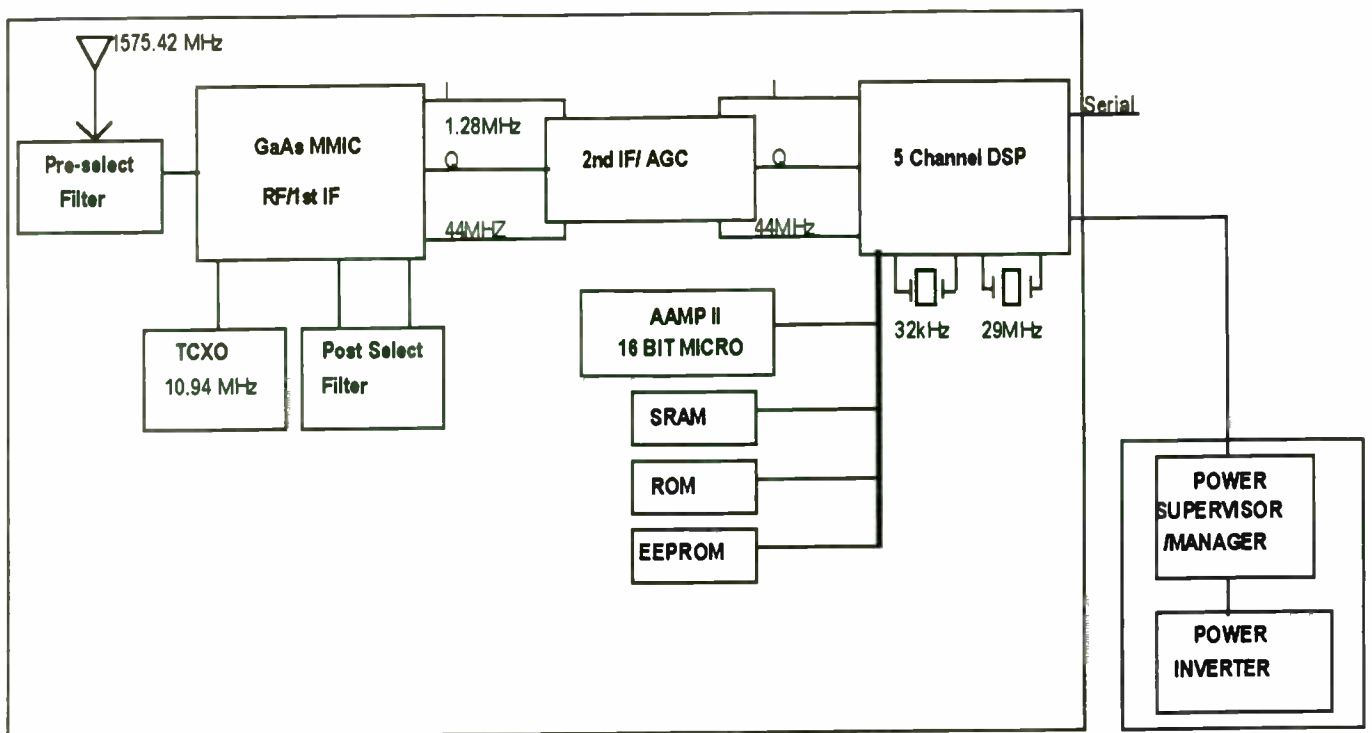 1575.42 MHz
Pre-select
Filter
GaAs MMIC
RF/1st IF
I
1.28MHz
Q
44MHZ
2nd IF/ AGC
I
Q
44MHz
5 Channel DSP
Serial
TCXO
10.94 MHz
Post Select
Filter
AAMP II
16 BIT MICRO
32kHz
29MHz
SRAM
ROM
EEPROM
POWER
SUPERVISOR
/MANAGER
POWER
INVERTER